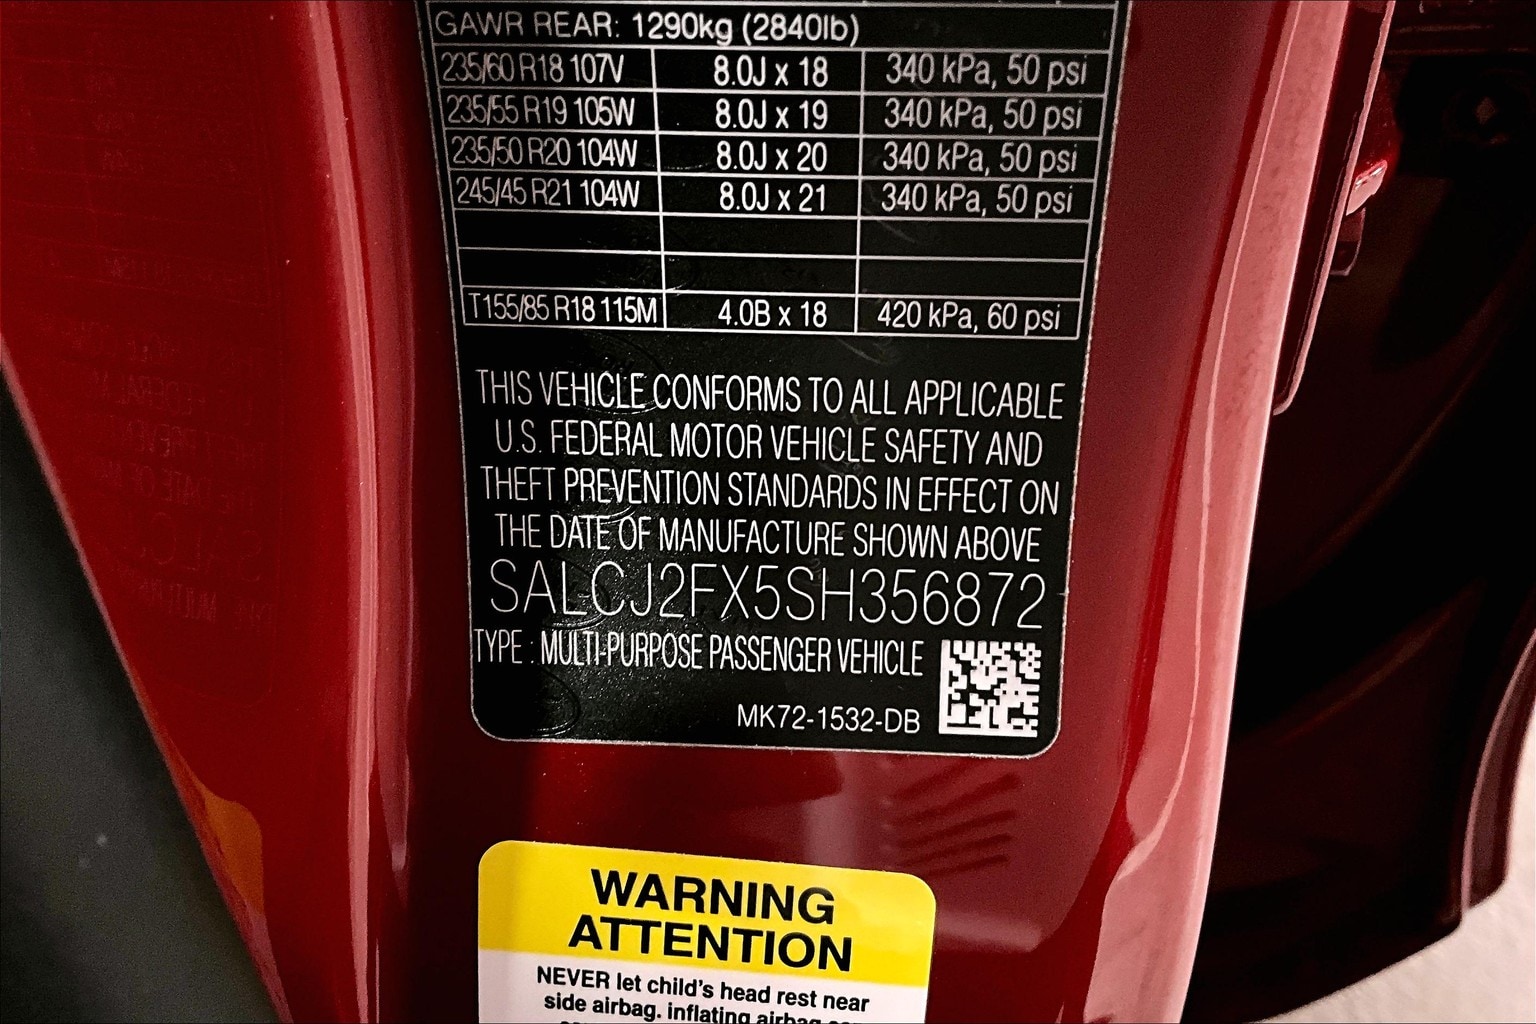 GAWR REAR: 1290kg (2840lb)
235/60 R18 107V 8.0J x 18 340 kPa, 50 psi
235/55 R19 105W 8.0J x 19 340 kPa, 50 psi
235/50 R20 104W 8.0J x 20 340 kPa, 50 psi
245/45 R21 104W 8.0J x 21 340 kPa, 50 psi
T155/85 R18 115M 4.0B x 18 420 kPa, 60 psi
THIS VEHICLE CONFORMS TO ALL APPLICABLE
U.S. FEDERAL MOTOR VEHICLE SAFETY AND
THEFT PREVENTION STANDARDS IN EFFECT ON
THE DATE OF MANUFACTURE SHOWN ABOVE
SALCJ2FX5SH356872
TYPE : MULTI-PURPOSE PASSENGER VEHICLE
MK72-1532-DB
WARNING
ATTENTION
NEVER let child's head rest near
side airbag. inflating airbag